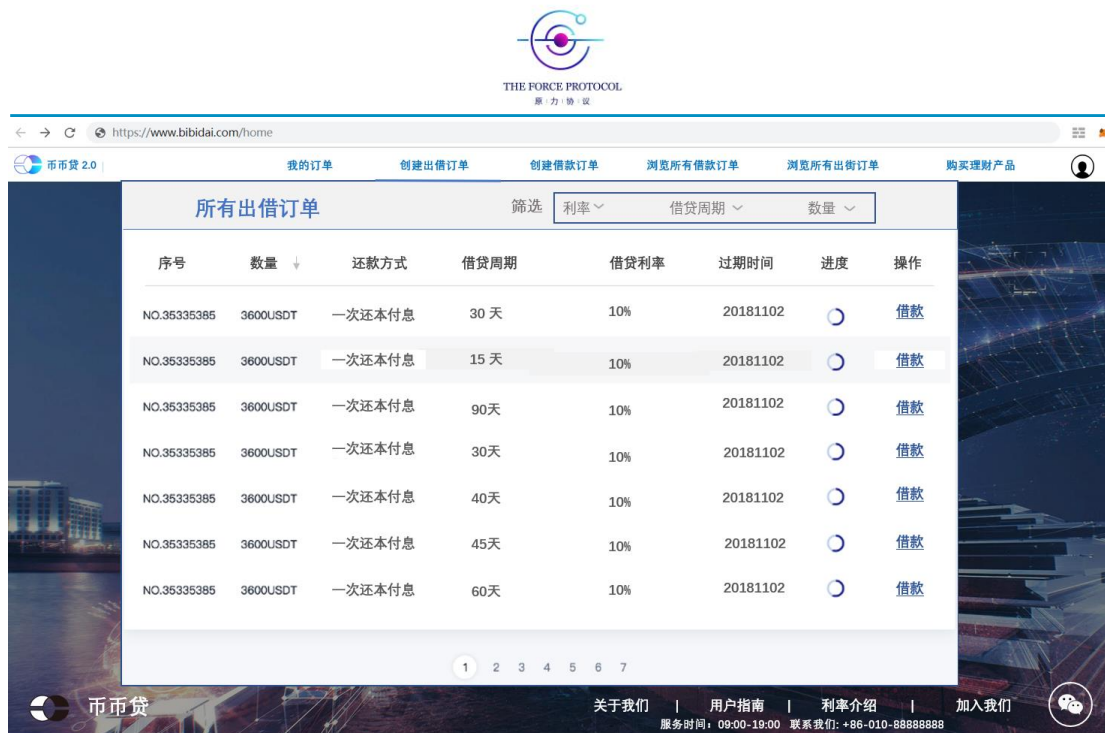 THE FORCE PROTOCOL
原 力 协 议
https://www.bibidai.com/home
币币贷 2.0 我的订单 创建出借订单 创建借款订单 浏览所有借款订单 浏览所有出街订单 购买理财产品
所有出借订单 筛选 利率 借贷周期 数量
序号 数量 还款方式 借贷周期 借贷利率 过期时间 进度 操作
NO.35335385 3600USDT 一次还本付息 30 天 10% 20181102 借款
NO.35335385 3600USDT 一次还本付息 15 天 10% 20181102 借款
NO.35335385 3600USDT 一次还本付息 90天 10% 20181102 借款
NO.35335385 3600USDT 一次还本付息 30天 10% 20181102 借款
NO.35335385 3600USDT 一次还本付息 40天 10% 20181102 借款
NO.35335385 3600USDT 一次还本付息 45天 10% 20181102 借款
NO.35335385 3600USDT 一次还本付息 60天 10% 20181102 借款
1 2 3 4 5 6 7
币币贷 关于我们 | 用户指南 | 利率介绍 | 加入我们
服务时间：09:00-19:00 联系我们: +86-010-88888888